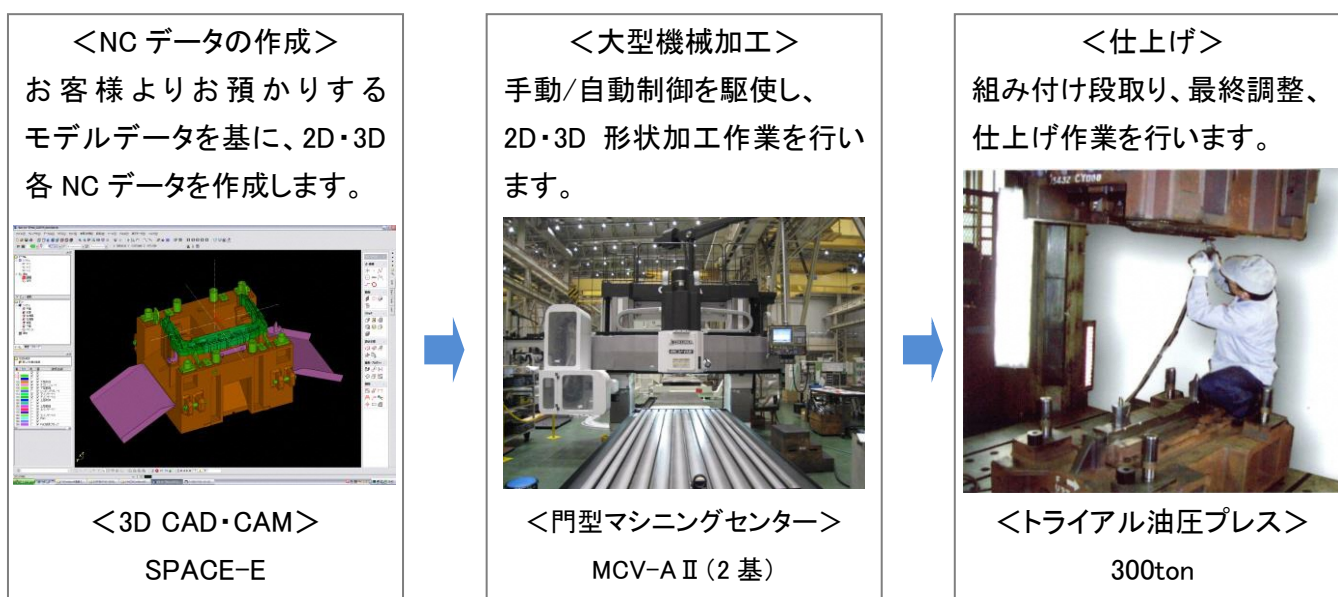 ＜NC データの作成＞
お客様よりお預かりする
モデルデータを基に、2D・3D
各 NC データを作成します。
＜3D CAD・CAM＞
SPACE-E
＜大型機械加工＞
手動/自動制御を駆使し、
2D・3D 形状加工作業を行い
ます。
＜門型マシニングセンター＞
MCV-AⅡ（2 基）
＜仕上げ＞
組み付け段取り、最終調整、
仕上げ作業を行います。
5432 CT000
＜トライアル油圧プレス＞
300ton